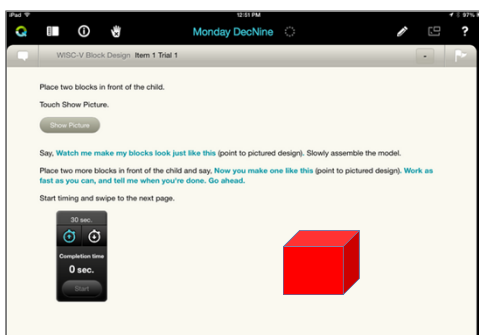 iPad 12:51 PM 97%
Monday DecNine ?
WISC-V Block Design Item 1 Trial 1 -
Place two blocks in front of the child.
Touch Show Picture.
Show Picture
Say, Watch me make my blocks look just like this (point to pictured design). Slowly assemble the model.
Place two more blocks in front of the child and say, Now you make one like this (point to pictured design). Work as
fast as you can, and tell me when you're done. Go ahead.
Start timing and swipe to the next page.
30 sec.
Completion time
0 sec.
Start